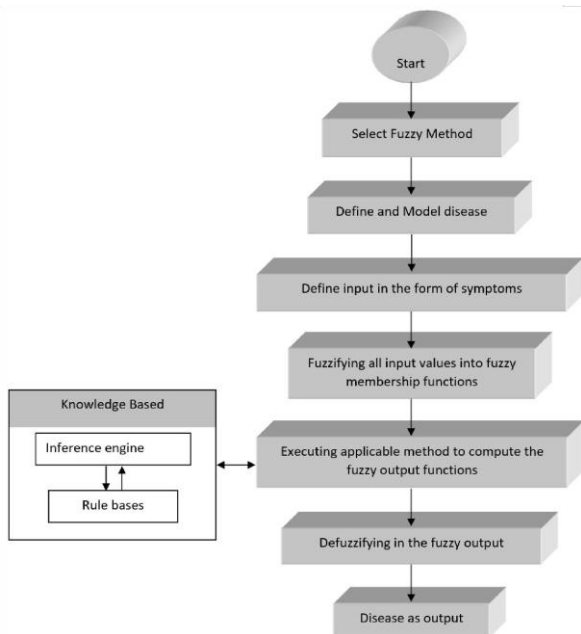 Start
Select Fuzzy Method
Define and Model disease
Define input in the form of symptoms
Fuzzifying all input values into fuzzy
membership functions
Knowledge Based
Inference engine
Rule bases
Executing applicable method to compute the
fuzzy output functions
Defuzzifying in the fuzzy output
Disease as output